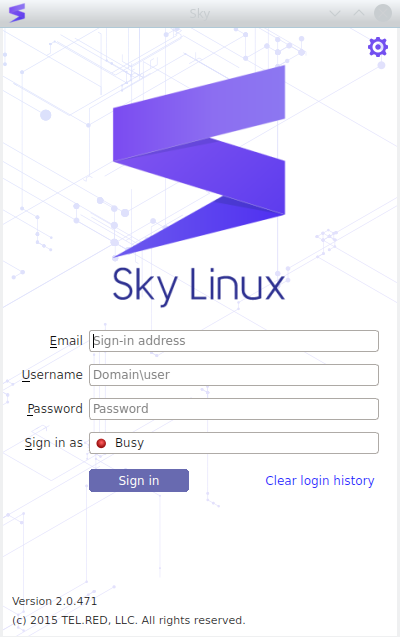 Sky
Sky Linux
Email Sign-in address
Username Domain\user
Password Password
Sign in as Busy
Sign in Clear login history
Version 2.0.471
(c) 2015 TEL.RED, LLC. All rights reserved.